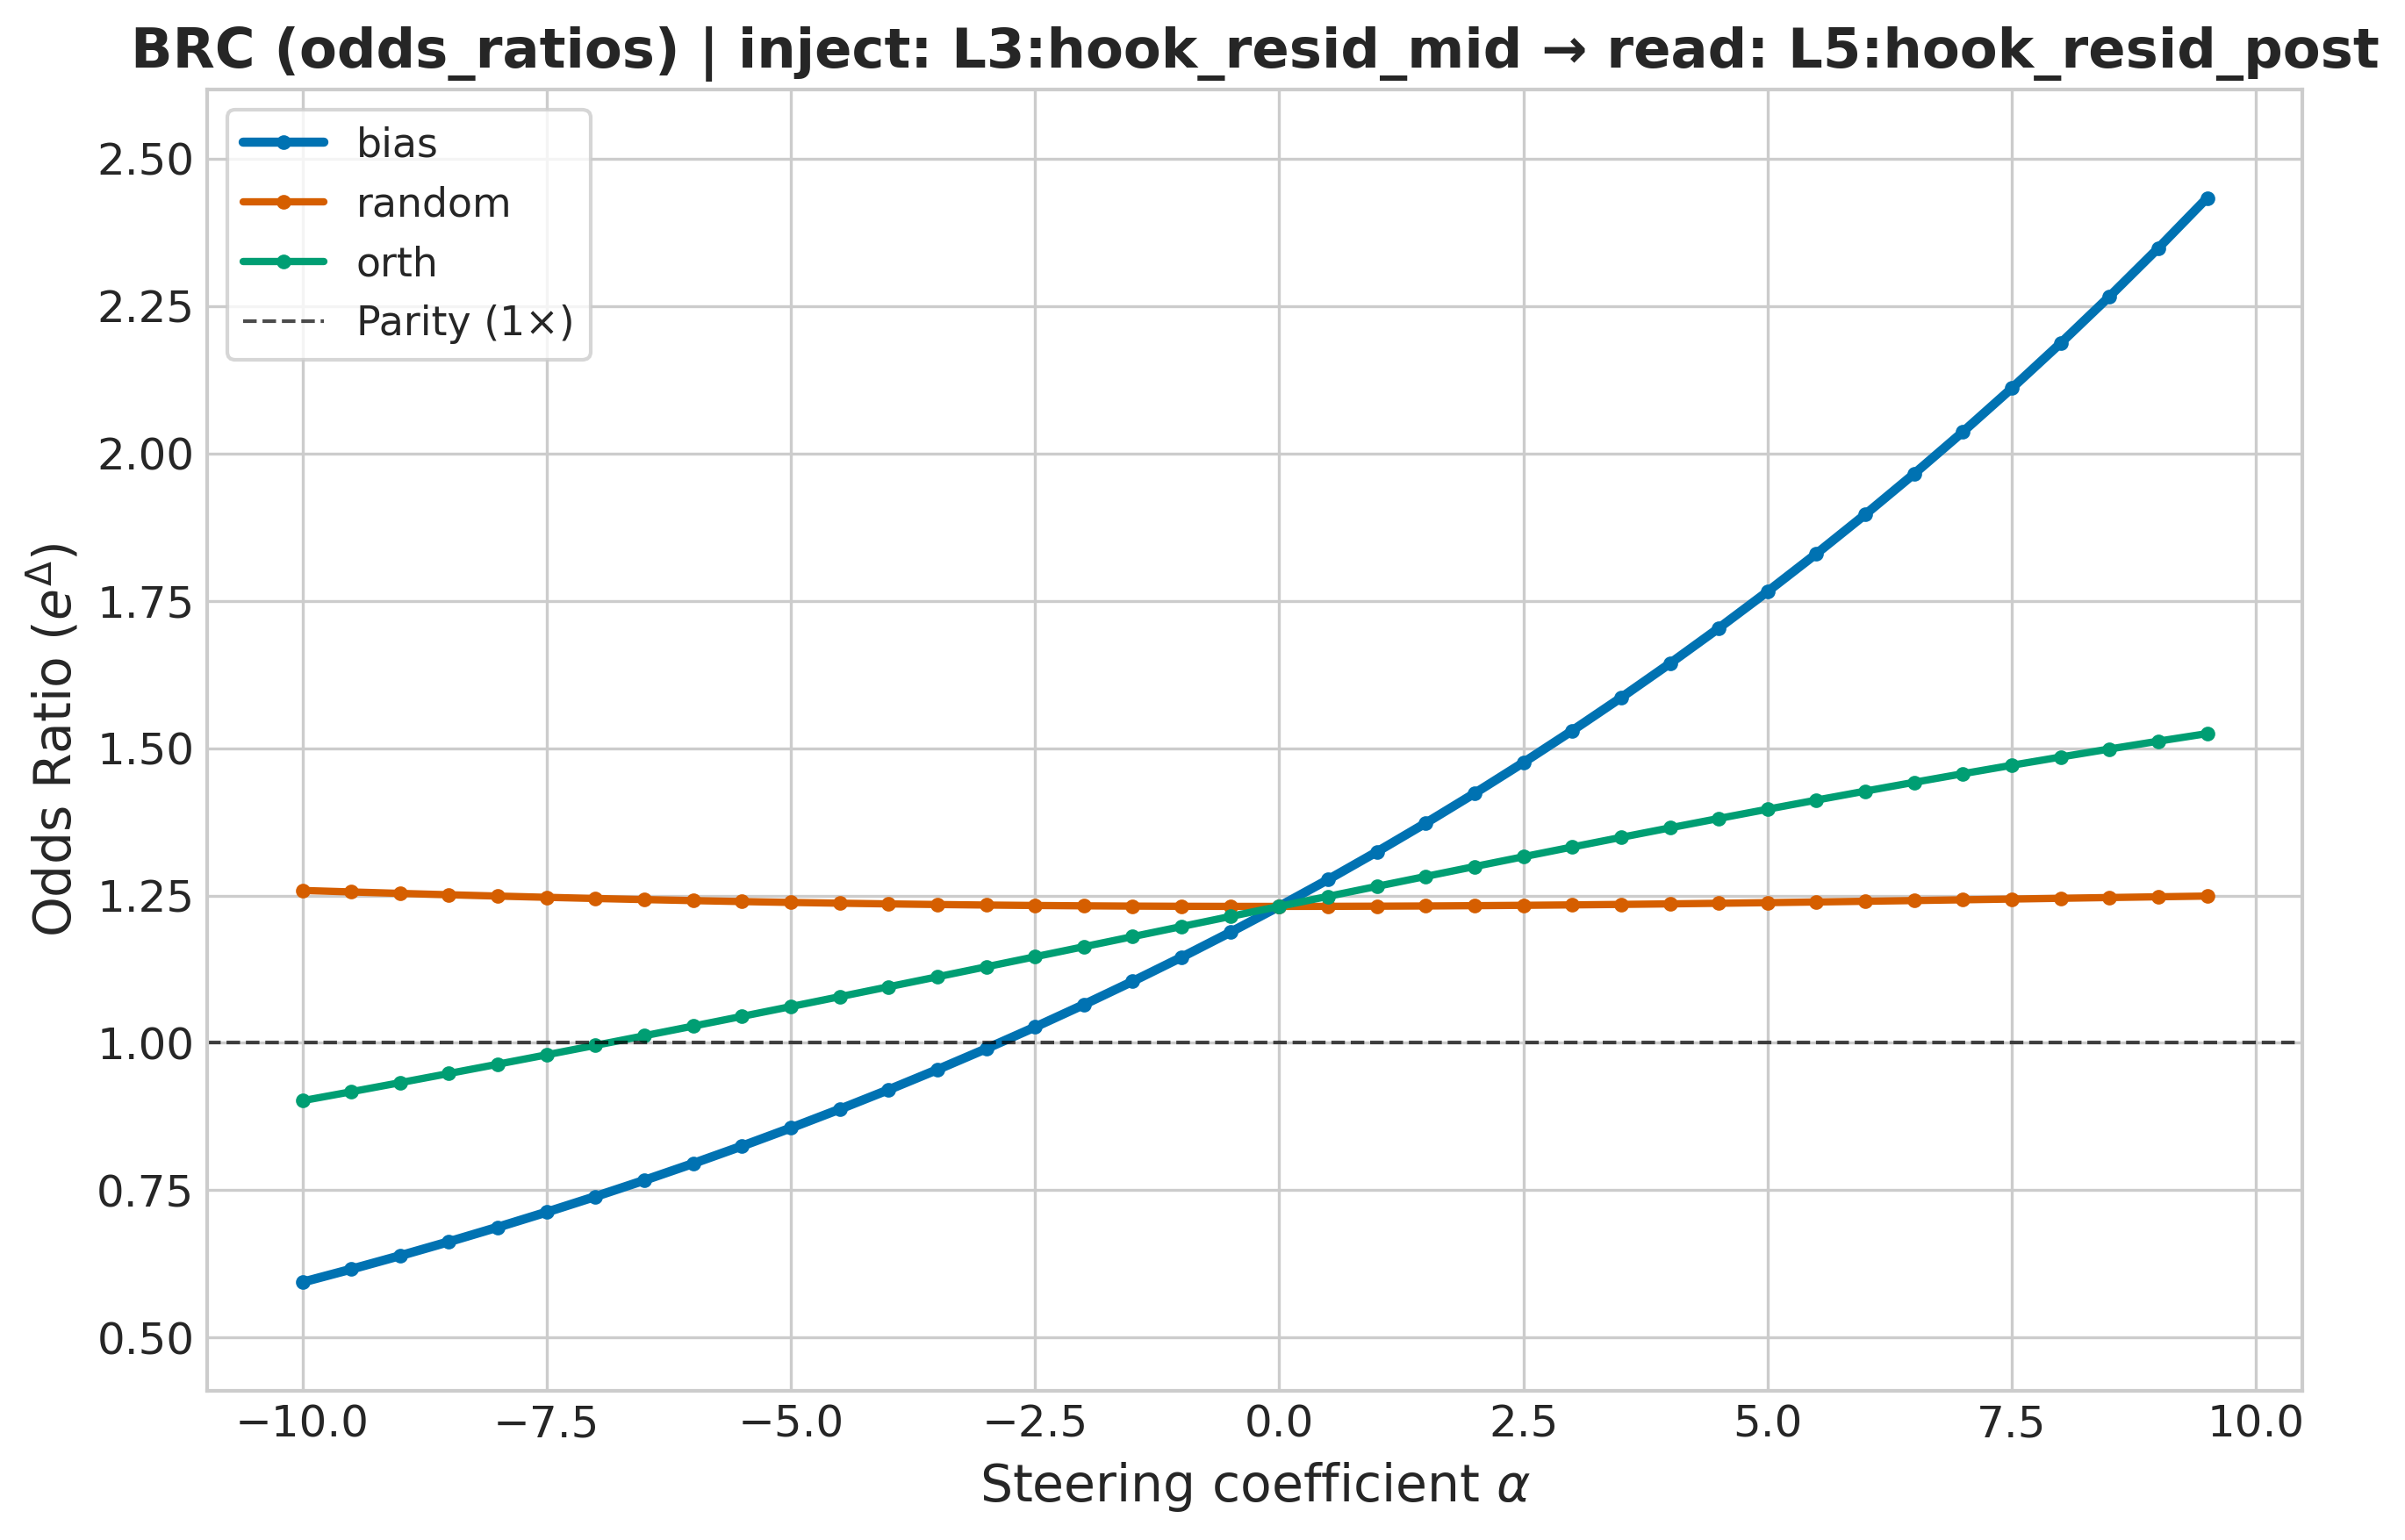 BRC (odds_ratios) | inject: L3:hook_resid_mid → read: L5:hook_resid_post
bias
random
orth
Parity (1×)
Odds Ratio (e^Δ)
2.50
2.25
2.00
1.75
1.50
1.25
1.00
0.75
0.50
−10.0
−7.5
−5.0
−2.5
0.0
2.5
5.0
7.5
10.0
Steering coefficient α